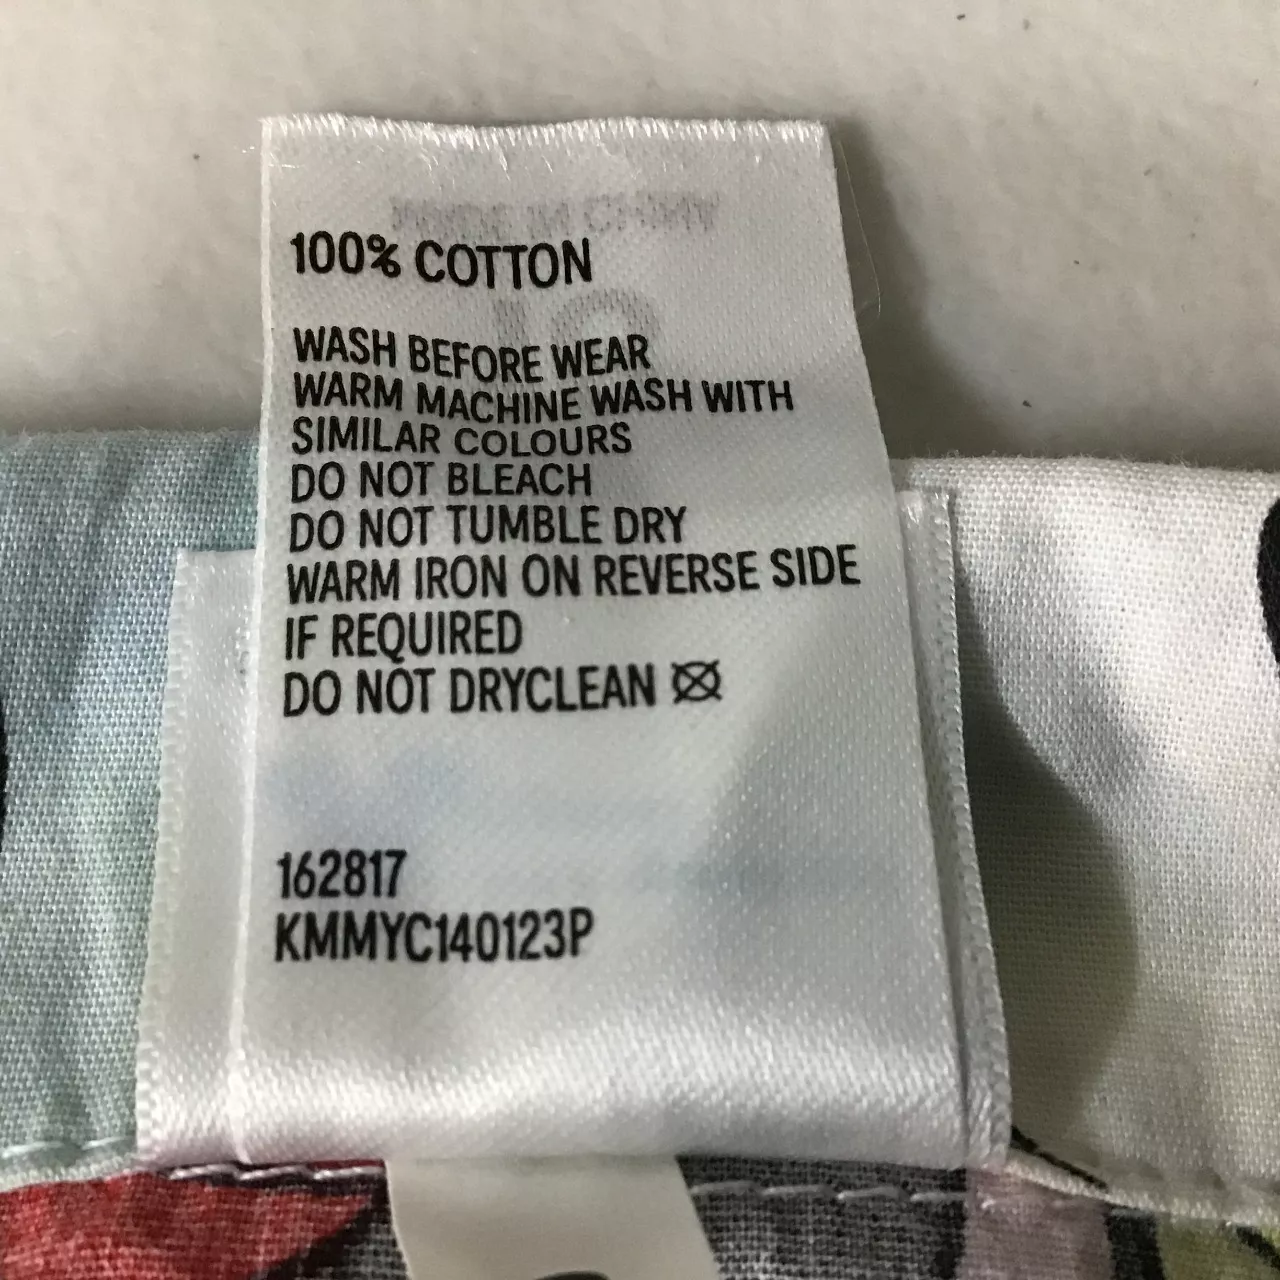 100% COTTON
WASH BEFORE WEAR
WARM MACHINE WASH WITH
SIMILAR COLOURS
DO NOT BLEACH
DO NOT TUMBLE DRY
WARM IRON ON REVERSE SIDE
IF REQUIRED
DO NOT DRYCLEAN
162817
KMMYC140123P